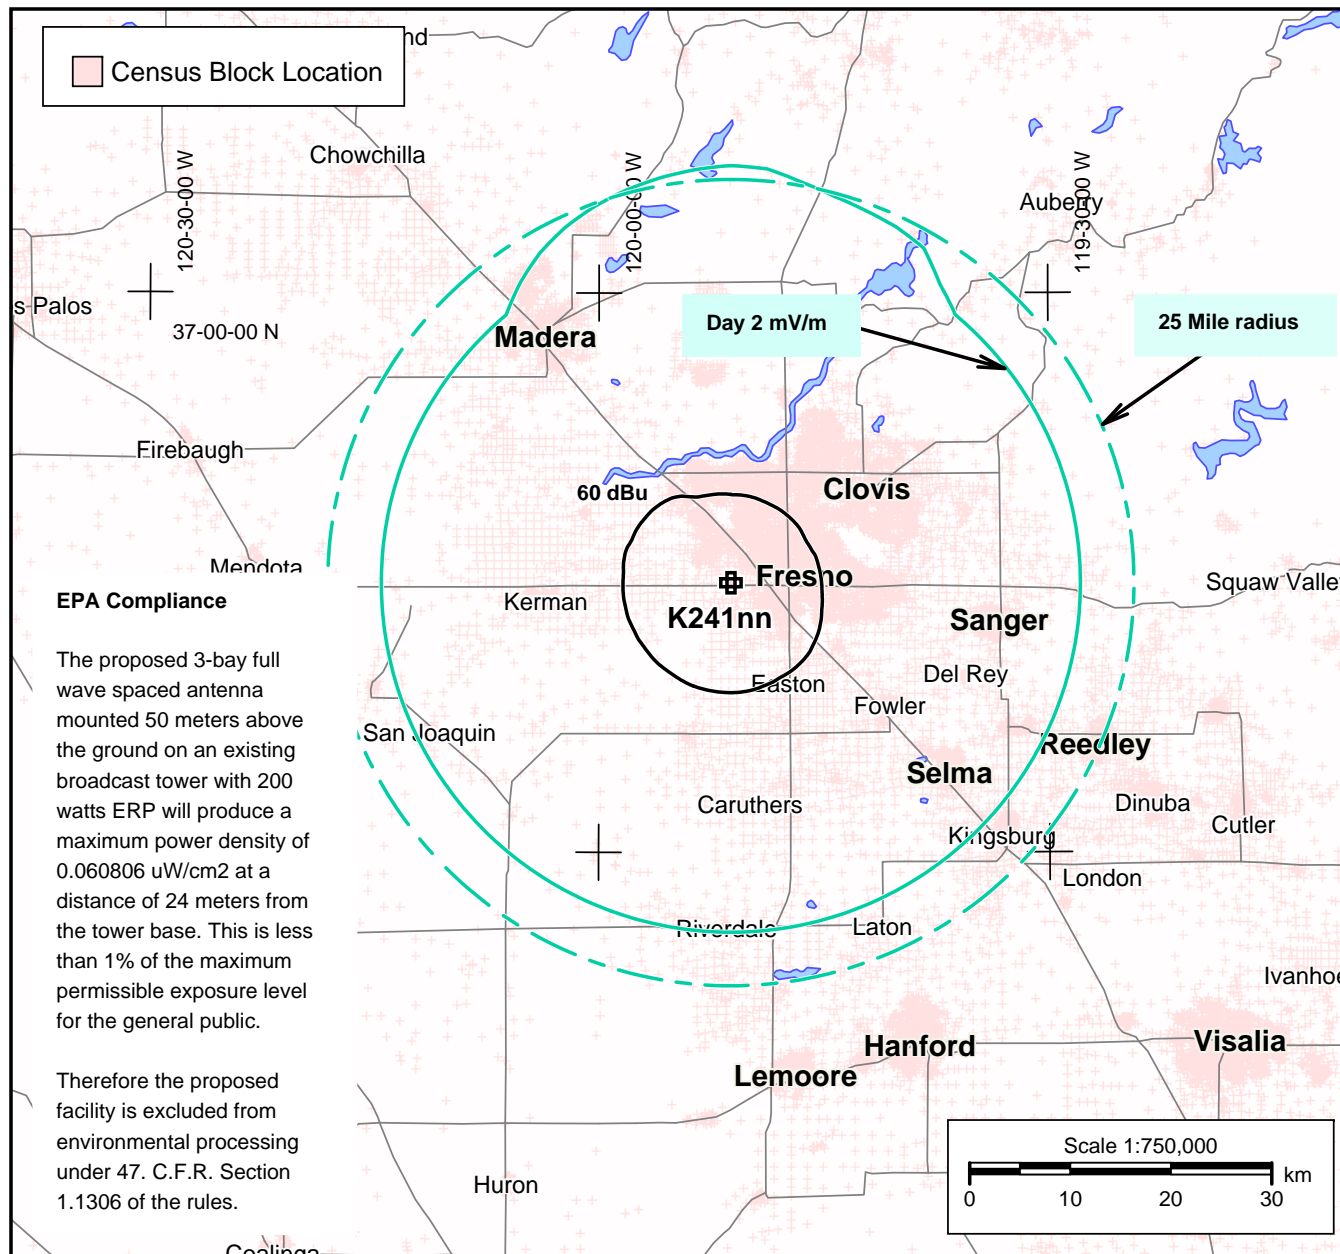 nd
Census Block Location
Chowchilla
120-30-00 W
120-00-00 W
119-30-00 W
Auberry
s Palos
37-00-00 N
Madera
Day 2 mV/m
25 Mile radius
Firebaugh
60 dBu
Clovis
Mendota
Fresno
Squaw Valle
Kerman
K241nn
Sanger
Del Rey
Easton
Fowler
San Joaquin
Reedley
Selma
Dinuba
Caruthers
Cutler
Kingsburg
London
Riverdale
Laton
Ivanhoe
Hanford
Visalia
Lemoore
Huron
Coalinga
EPA Compliance
The proposed 3-bay full
wave spaced antenna
mounted 50 meters above
the ground on an existing
broadcast tower with 200
watts ERP will produce a
maximum power density of
0.060806 uW/cm2 at a
distance of 24 meters from
the tower base. This is less
than 1% of the maximum
permissible exposure level
for the general public.
Therefore the proposed
facility is excluded from
environmental processing
under 47. C.F.R. Section
1.1306 of the rules.
Scale 1:750,000
km
0 10 20 30